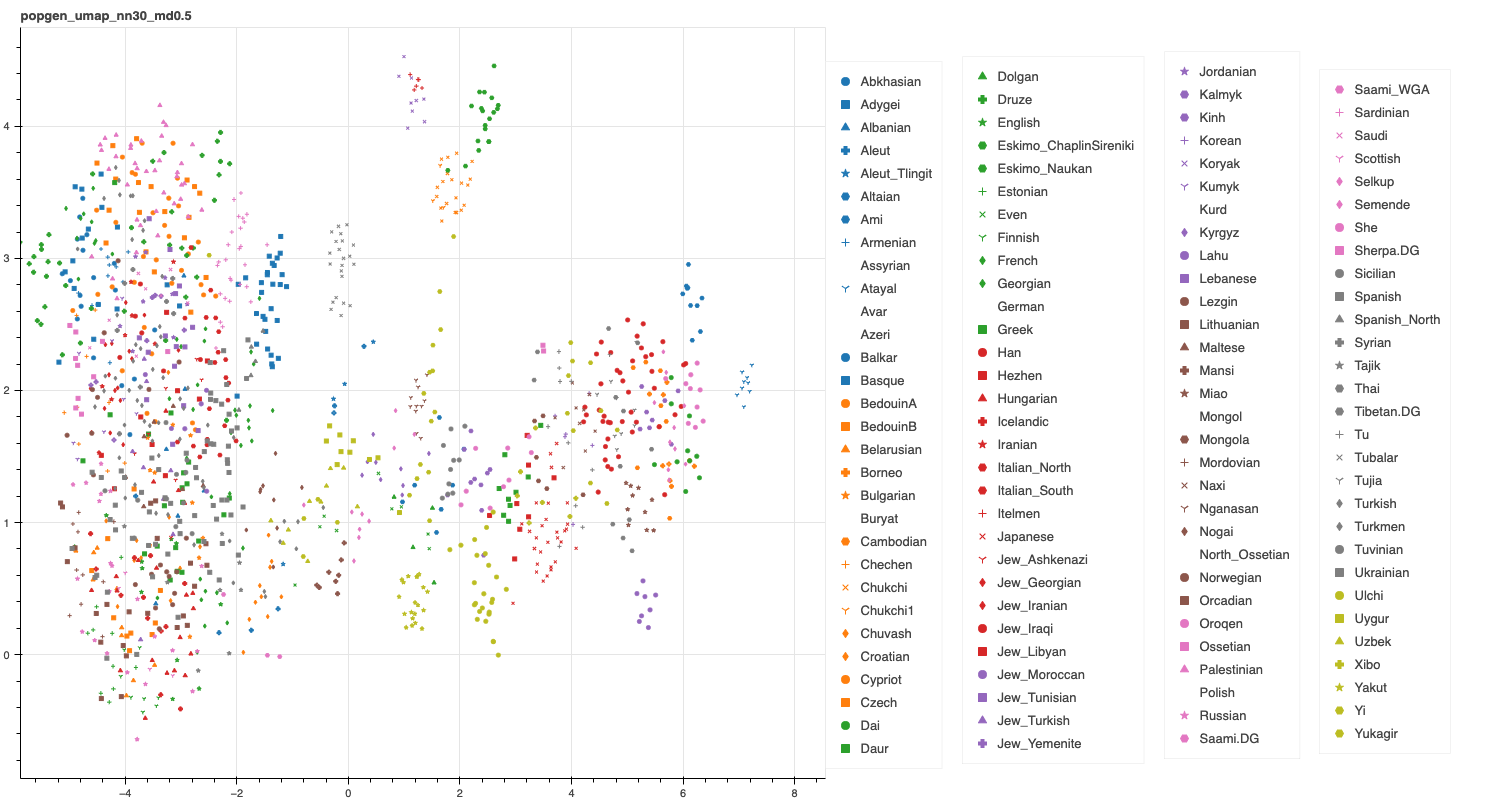 popgen_umap_nn30_md0.5
4
3
2
1
0
−4
−2
0
2
4
6
8
Abkhasian
Adygei
Albanian
Aleut
Aleut_Tlingit
Altaian
Ami
Armenian
Assyrian
Atayal
Avar
Azeri
Balkar
Basque
BedouinA
BedouinB
Belarusian
Borneo
Bulgarian
Buryat
Cambodian
Chechen
Chukchi
Chukchi1
Chuvash
Croatian
Cypriot
Czech
Dai
Daur
Dolgan
Druze
English
Eskimo_ChaplinSireniki
Eskimo_Naukan
Estonian
Even
Finnish
French
Georgian
German
Greek
Han
Hezhen
Hungarian
Icelandic
Iranian
Italian_North
Italian_South
Itelmen
Japanese
Jew_Ashkenazi
Jew_Georgian
Jew_Iranian
Jew_Iraqi
Jew_Libyan
Jew_Moroccan
Jew_Tunisian
Jew_Turkish
Jew_Yemenite
Jordanian
Kalmyk
Kinh
Korean
Koryak
Kumyk
Kurd
Kyrgyz
Lahu
Lebanese
Lezgin
Lithuanian
Maltese
Mansi
Miao
Mongol
Mongola
Mordovian
Naxi
Nganasan
Nogai
North_Ossetian
Norwegian
Orcadian
Oroqen
Ossetian
Palestinian
Polish
Russian
Saami.DG
Saami_WGA
Sardinian
Saudi
Scottish
Selkup
Semende
She
Sherpa.DG
Sicilian
Spanish
Spanish_North
Syrian
Tajik
Thai
Tibetan.DG
Tu
Tubalar
Tujia
Turkish
Turkmen
Tuvinian
Ukrainian
Ulchi
Uygur
Uzbek
Xibo
Yakut
Yi
Yukagir